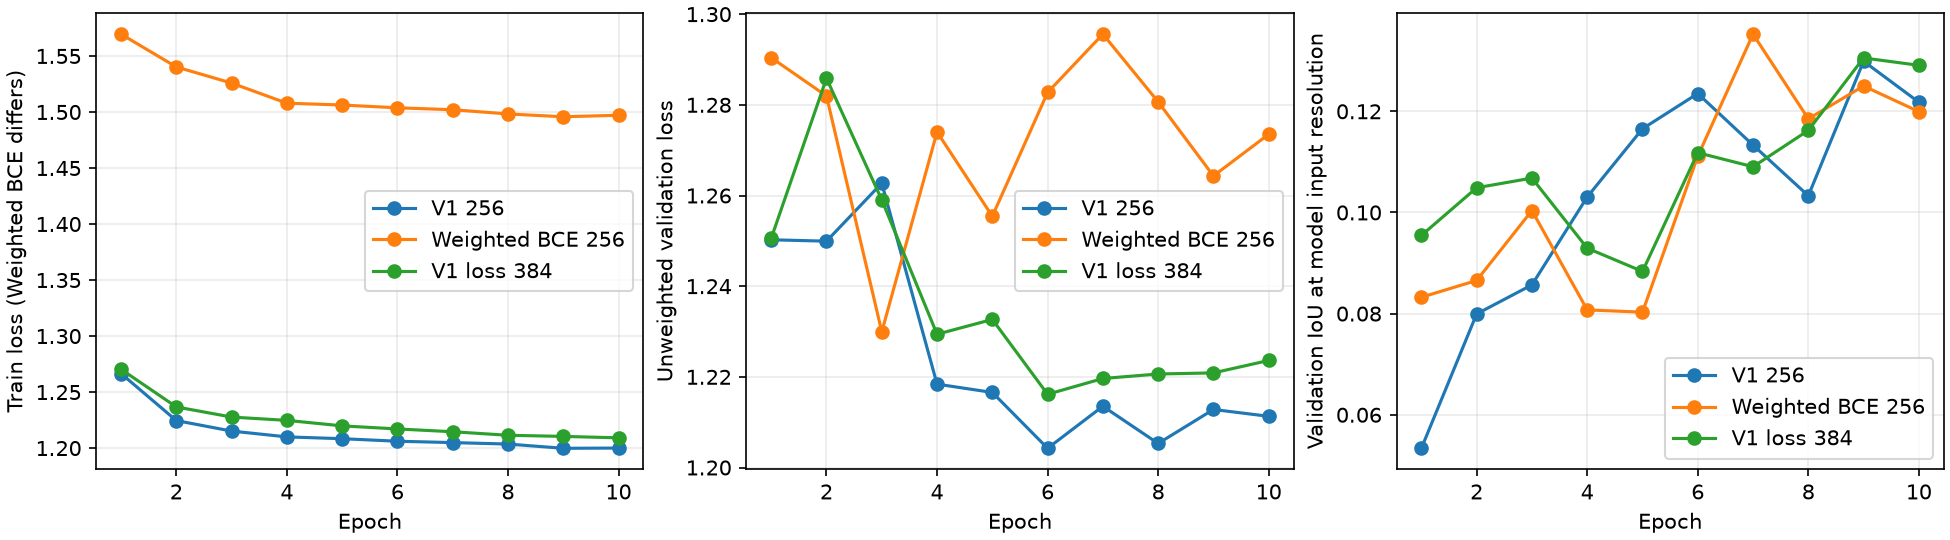 Train loss (Weighted BCE differs)
1.55
1.50
1.45
1.40
1.35
1.30
1.25
1.20
2
4
6
8
10
Epoch
V1 256
Weighted BCE 256
V1 loss 384
Unweighted validation loss
1.30
1.28
1.26
1.24
1.22
1.20
2
4
6
8
10
Epoch
V1 256
Weighted BCE 256
V1 loss 384
Validation IoU at model input resolution
0.12
0.10
0.08
0.06
2
4
6
8
10
Epoch
V1 256
Weighted BCE 256
V1 loss 384